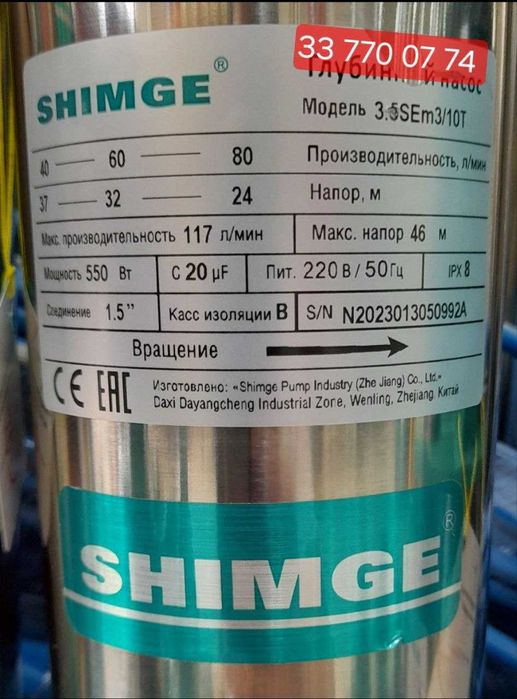 33 770 07 74
SHIMGE®
Глубин й насос
Модель 3.5SEm3/10T
40 — 60 — 80 Производительность, л/мин
37 — 32 — 24 Напор, м
Макс. производительность 117 л/мин Макс. напор 46 м
Мощность 550 Вт C 20 µF Пит. 220 В / 50 Гц IPX 8
Соединение 1.5" Касс изоляции B S/N N2023013050992A
Вращение
CE EAC Изготовлено: «Shimge Pump Industry (Zhe Jiang) Co., Ltd.»
Daxi Dayangcheng Industrial Zone, Wenling, Zhejiang, Китай
SHIMGE®